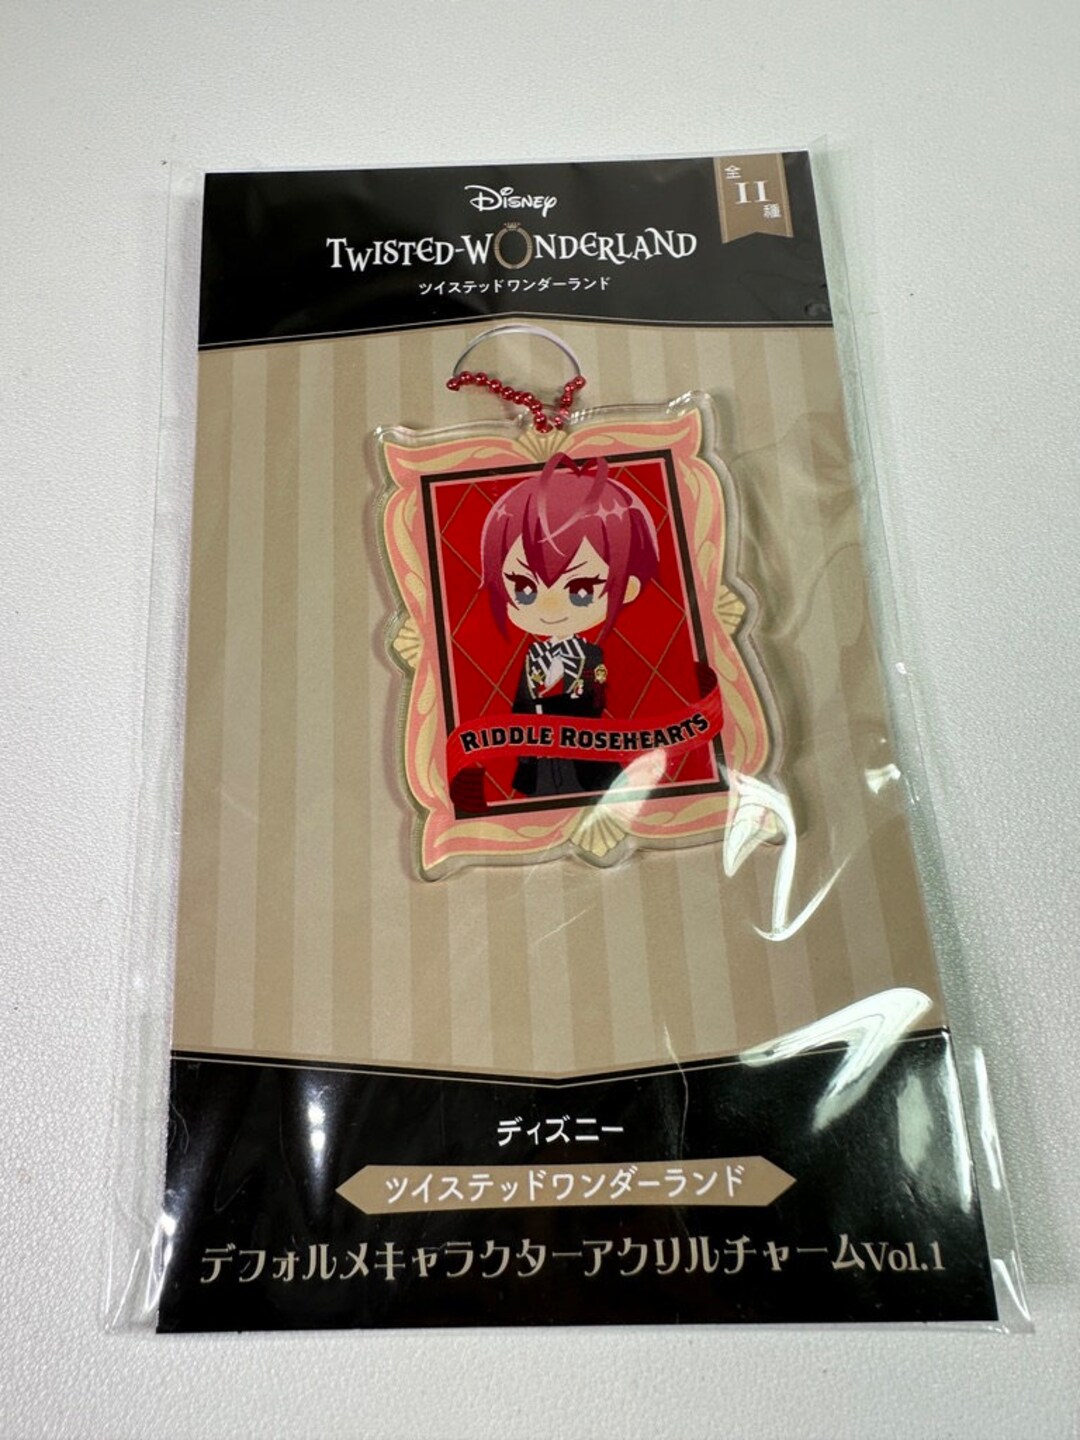 Disney
全
11
種
Twisted-Wonderland
ツイステッドワンダーランド
RIDDLE ROSEHEARTS
ディズニー
ツイステッドワンダーランド
デフォルメキャラクターアクリルチャームVol.1